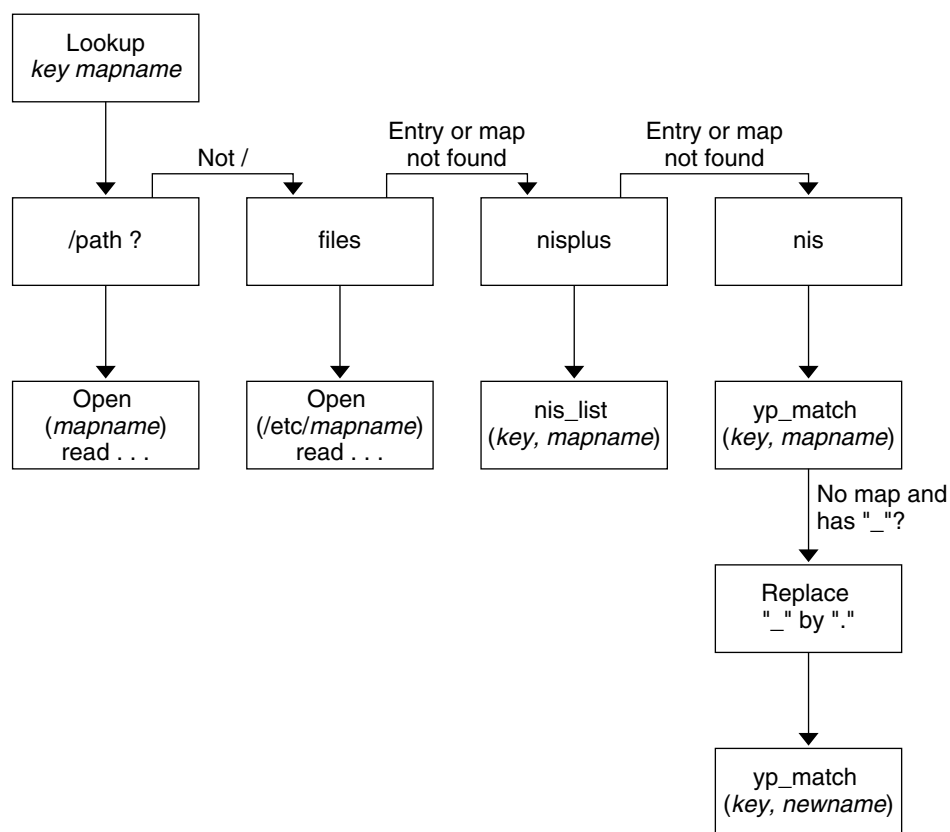 Lookup
key mapname
Not /
Entry or map
not found
Entry or map
not found
/path ?
files
nisplus
nis
Open
(mapname)
read . . .
Open
(/etc/mapname)
read . . .
nis_list
(key, mapname)
yp_match
(key, mapname)
No map and
has "_"?
Replace
"_" by "."
yp_match
(key, newname)